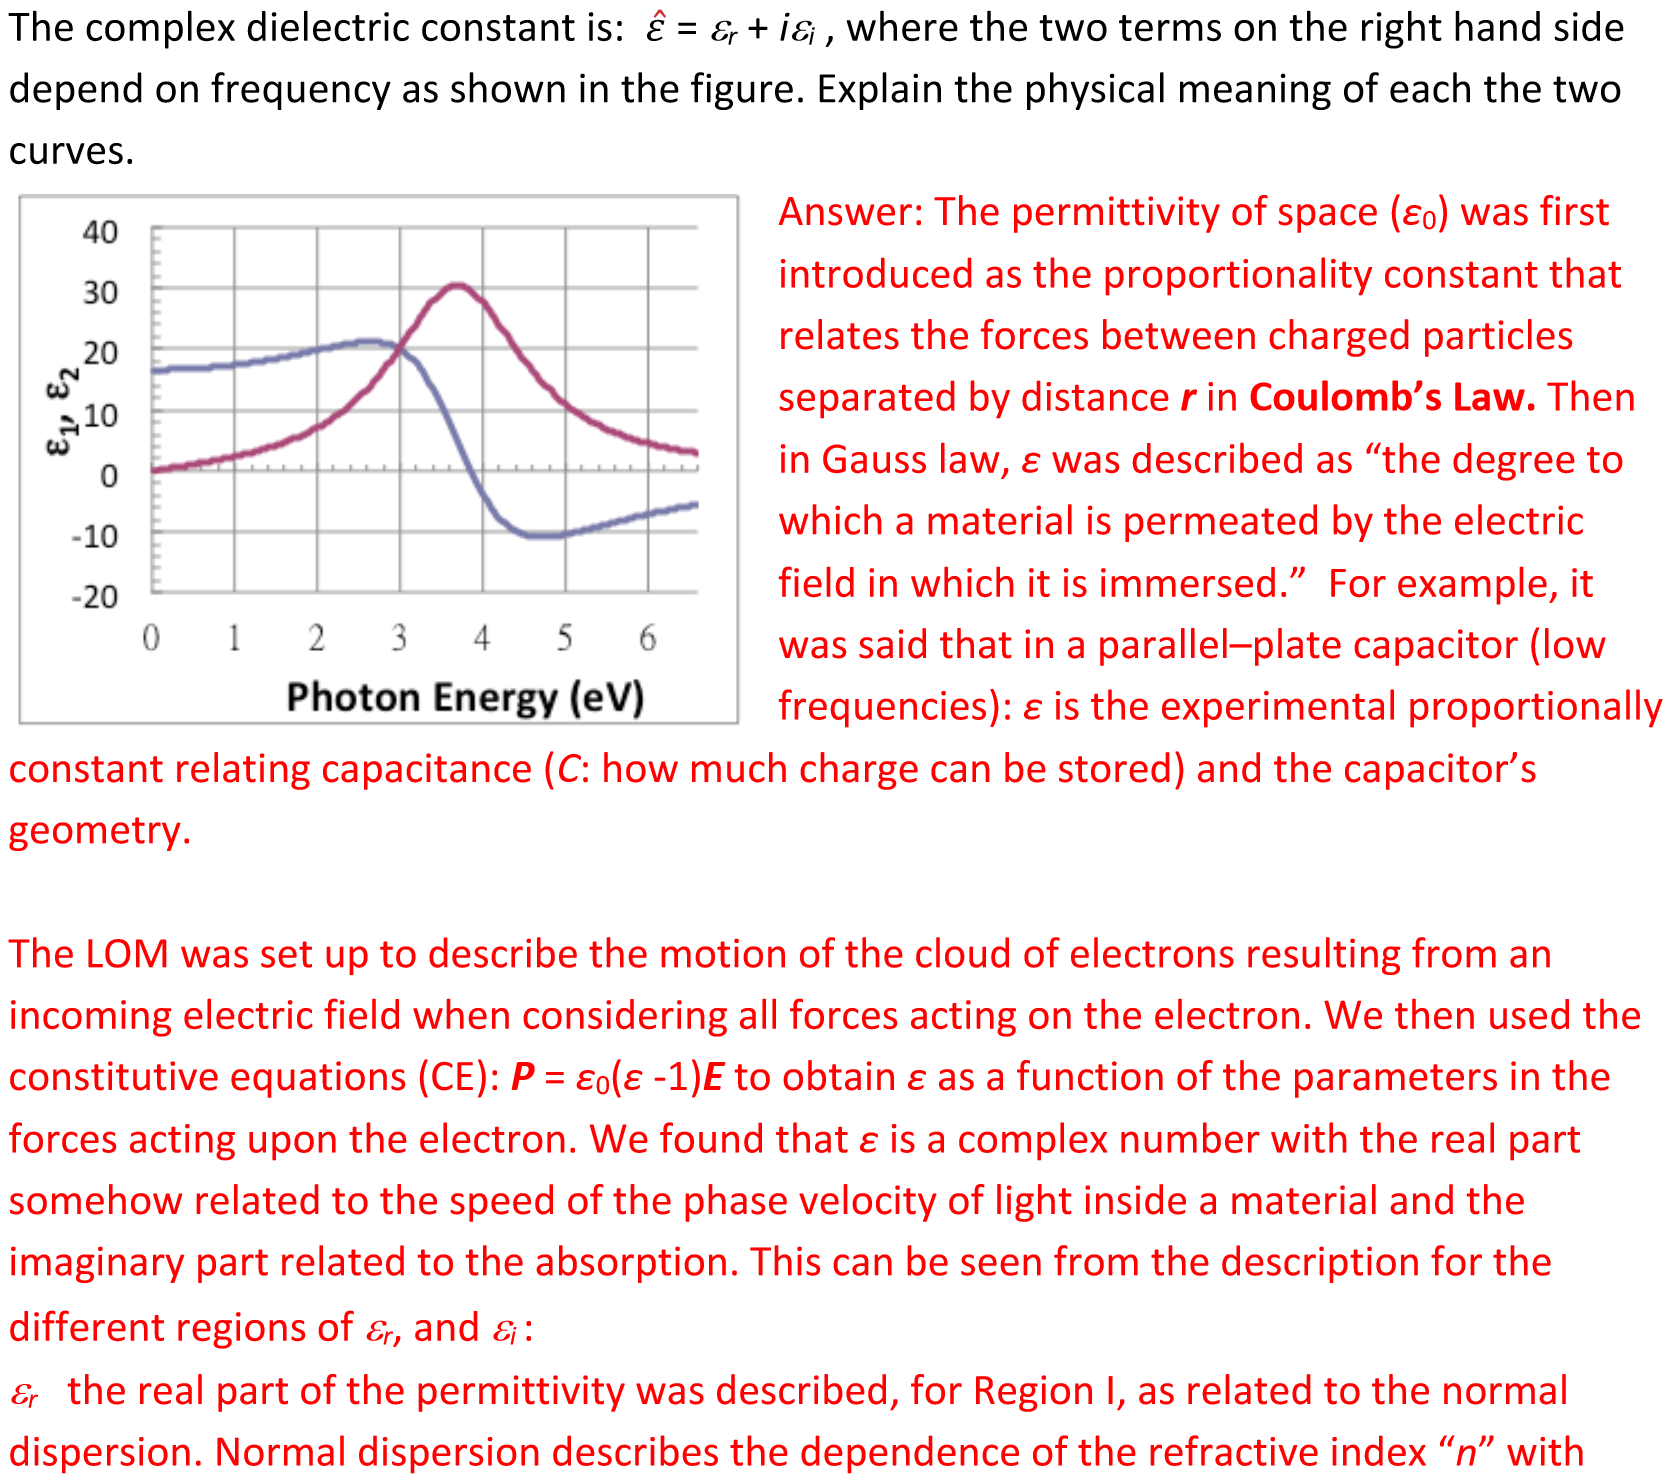 The complex dielectric constant is: ε̂ = εr + iεi , where the two terms on the right hand side
depend on frequency as shown in the figure. Explain the physical meaning of each the two
curves.
40
30
20
10
0
-10
-20
ε1, ε2
0 1 2 3 4 5 6
Photon Energy (eV)
Answer: The permittivity of space (ε0) was first
introduced as the proportionality constant that
relates the forces between charged particles
separated by distance r in Coulomb’s Law. Then
in Gauss law, ε was described as “the degree to
which a material is permeated by the electric
field in which it is immersed.” For example, it
was said that in a parallel–plate capacitor (low
frequencies): ε is the experimental proportionally
constant relating capacitance (C: how much charge can be stored) and the capacitor’s
geometry.
The LOM was set up to describe the motion of the cloud of electrons resulting from an
incoming electric field when considering all forces acting on the electron. We then used the
constitutive equations (CE): P = ε0(ε -1)E to obtain ε as a function of the parameters in the
forces acting upon the electron. We found that ε is a complex number with the real part
somehow related to the speed of the phase velocity of light inside a material and the
imaginary part related to the absorption. This can be seen from the description for the
different regions of εr, and εi :
εr the real part of the permittivity was described, for Region I, as related to the normal
dispersion. Normal dispersion describes the dependence of the refractive index “n” with